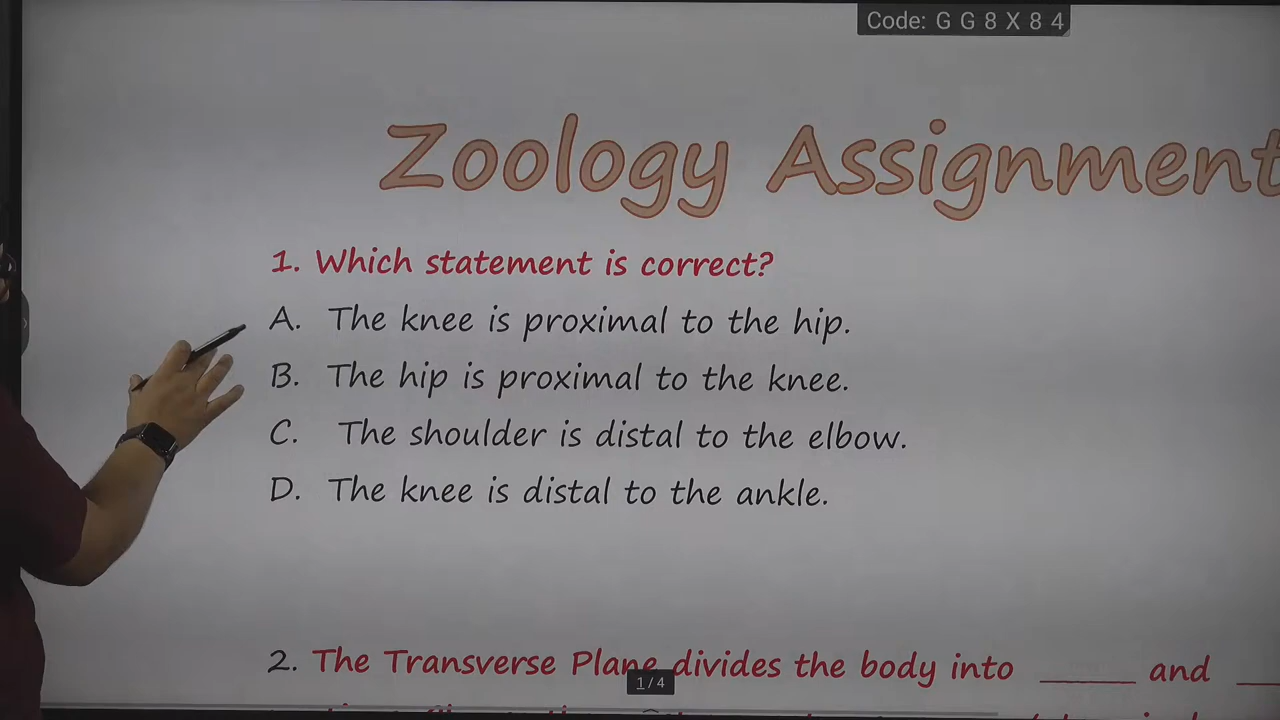 Code: G G 8 X 8 4
Zoology Assignment
1. Which statement is correct?
A. The knee is proximal to the hip.
B. The hip is proximal to the knee.
C. The shoulder is distal to the elbow.
D. The knee is distal to the ankle.
2. The Transverse Plane divides the body into ______ and
1/4